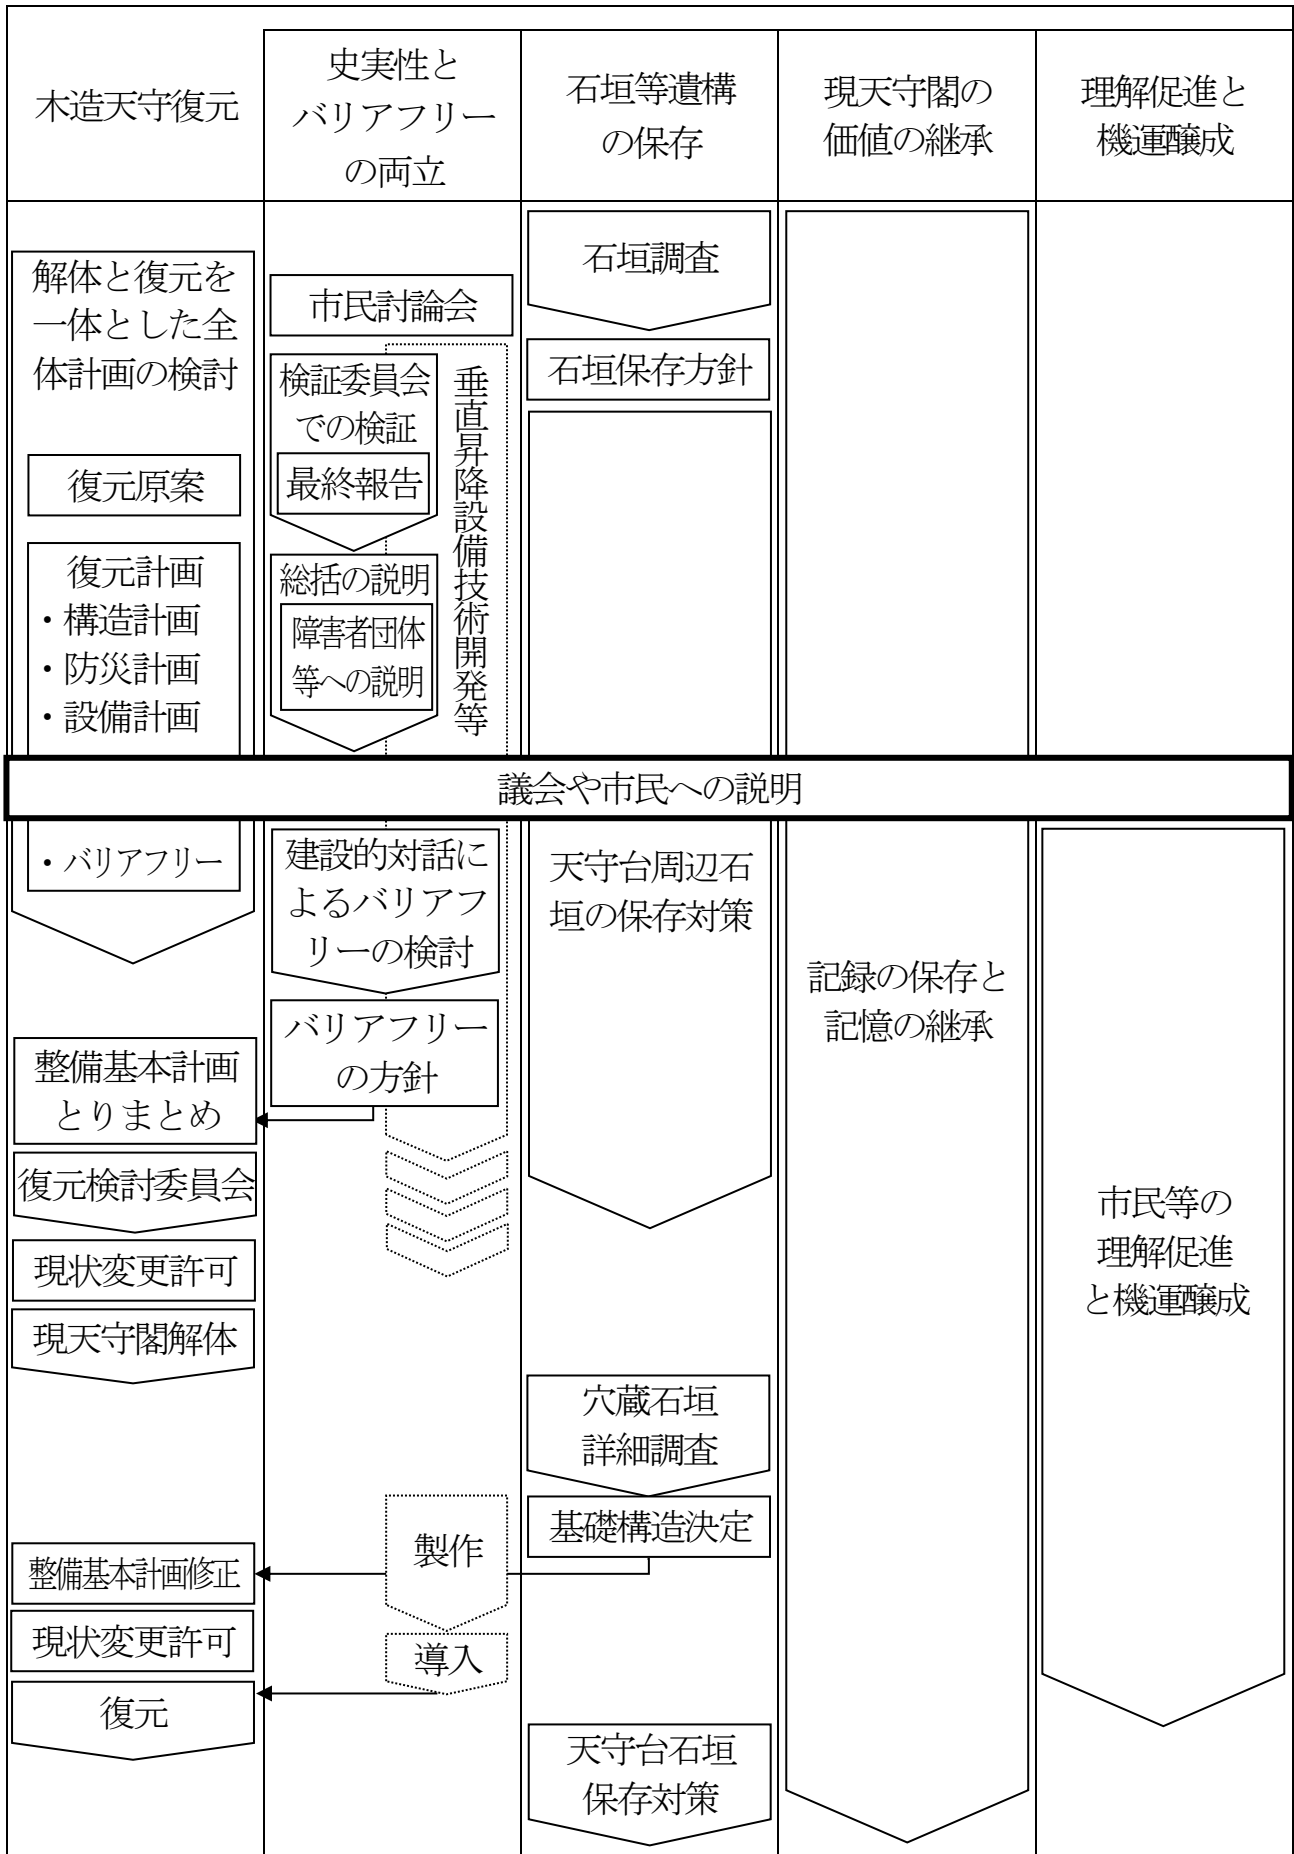 木造天守復元
史実性と
バリアフリー
の両立
石垣等遺構
の保存
現天守閣の
価値の継承
理解促進と
機運醸成
解体と復元を
一体とした全
体計画の検討
復元原案
復元計画
・構造計画
・防災計画
・設備計画
市民討論会
検証委員会
での検証
最終報告
総括の説明
障害者団体
等への説明
垂直昇降設備技術開発等
石垣調査
石垣保存方針
議会や市民への説明
・バリアフリー
整備基本計画
とりまとめ
復元検討委員会
現状変更許可
現天守閣解体
整備基本計画修正
現状変更許可
復元
建設的対話に
よるバリアフ
リーの検討
バリアフリー
の方針
製作
導入
天守台周辺石
垣の保存対策
穴蔵石垣
詳細調査
基礎構造決定
天守台石垣
保存対策
記録の保存と
記憶の継承
市民等の
理解促進
と機運醸成